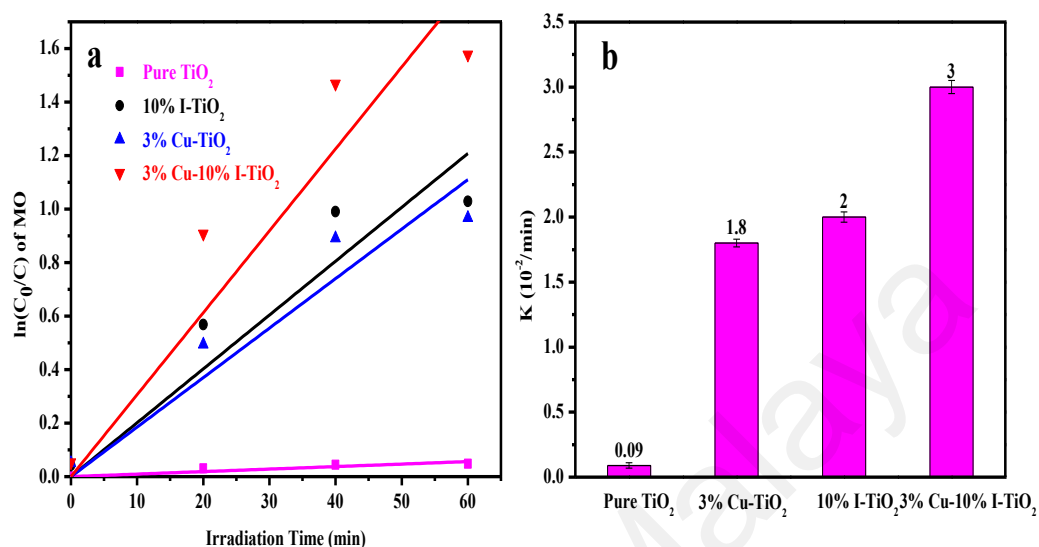 a
Pure TiO₂
10% I-TiO₂
3% Cu-TiO₂
3% Cu-10% I-TiO₂
ln(C₀/C) of MO
1.6
1.4
1.2
1.0
0.8
0.6
0.4
0.2
0.0
0 10 20 30 40 50 60
Irradiation Time (min)
b
K (10⁻²/min)
3.5
3.0
2.5
2.0
1.5
1.0
0.5
0.0
0.09
1.8
2
3
Pure TiO₂ 3% Cu-TiO₂ 10% I-TiO₂ 3% Cu-10% I-TiO₂
Malaya